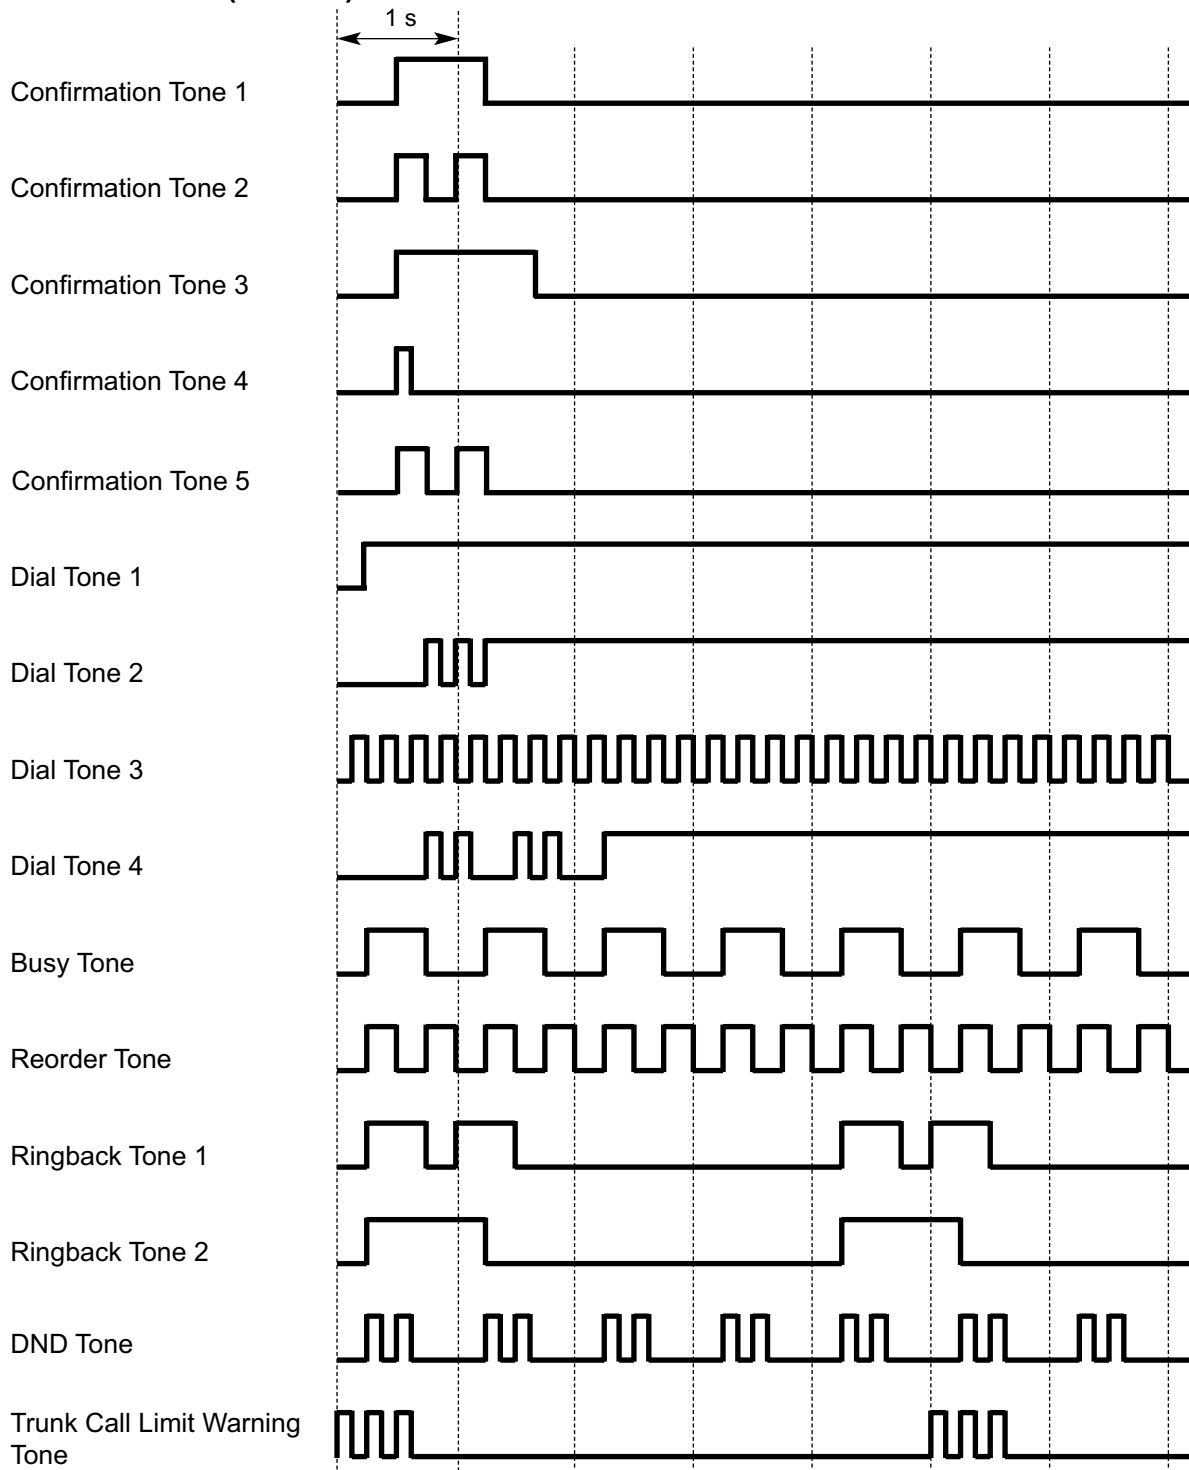 1 s
Confirmation Tone 1
Confirmation Tone 2
Confirmation Tone 3
Confirmation Tone 4
Confirmation Tone 5
Dial Tone 1
Dial Tone 2
Dial Tone 3
Dial Tone 4
Busy Tone
Reorder Tone
Ringback Tone 1
Ringback Tone 2
DND Tone
Trunk Call Limit Warning
Tone